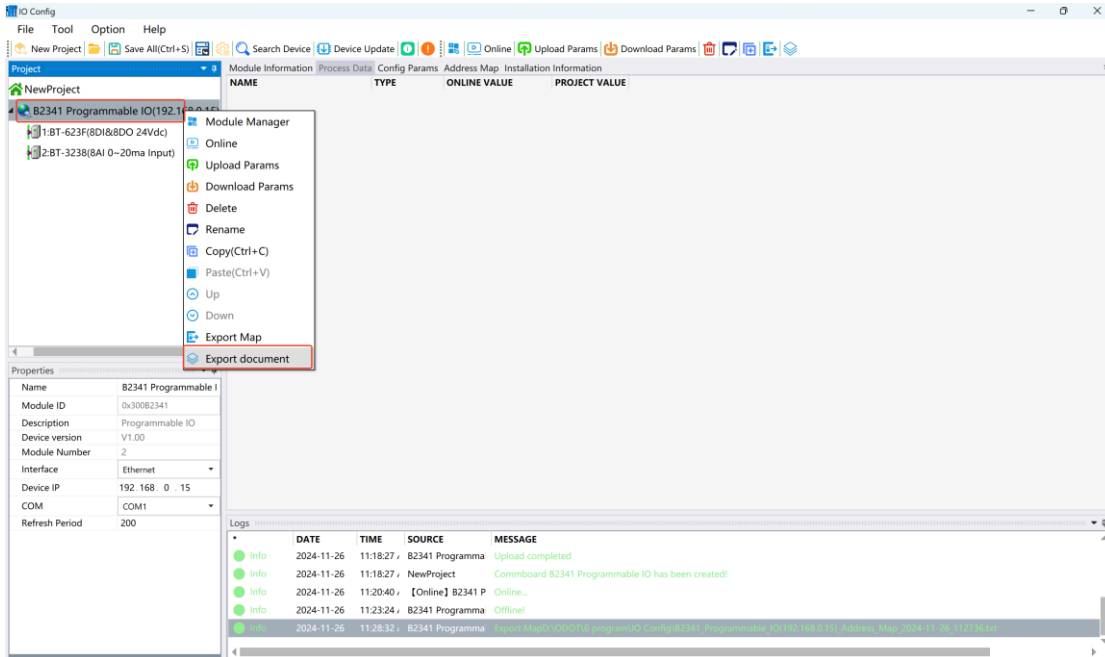 IO Config
File Tool Option Help
New Project Save All(Ctrl+S) Search Device Device Update Online Upload Params Download Params
Project
NewProject
B2341 Programmable IO(192.168.0.15)
1:BT-623F(8DI&8DO 24Vdc)
2:BT-3238(8AI 0~20ma Input)
Module Manager
Online
Upload Params
Download Params
Delete
Rename
Copy(Ctrl+C)
Paste(Ctrl+V)
Up
Down
Export Map
Export document
Module Information Process Data Config Params Address Map Installation Information
NAME TYPE ONLINE VALUE PROJECT VALUE
Properties
Name B2341 Programmable I
Module ID 0x300B2341
Description Programmable IO
Device version V1.00
Module Number 2
Interface Ethernet
Device IP 192.168. 0 .15
COM COM1
Refresh Period 200
Logs
* DATE TIME SOURCE MESSAGE
Info 2024-11-26 11:18:27 B2341 Programma Upload completed
Info 2024-11-26 11:18:27 NewProject Commboard B2341 Programmable IO has been created!
Info 2024-11-26 11:20:40 【Online】B2341 P Online...
Info 2024-11-26 11:23:24 B2341 Programma Offline!
Info 2024-11-26 11:28:32 B2341 Programma Export MapD:\ODOT\6-program\IO Config\B2341_Programmable_IO(192.168.0.15)_Address_Map_2024-11-26_112736.txt